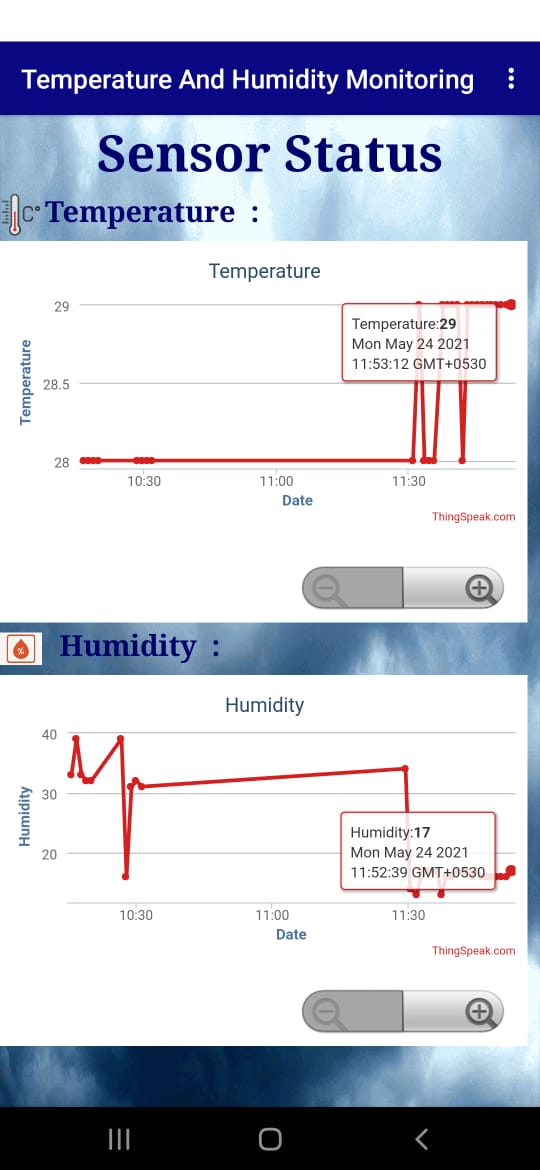 Temperature And Humidity Monitoring
Sensor Status
C° Temperature :
Temperature
29
28.5
28
Temperature
Temperature:29
Mon May 24 2021
11:53:12 GMT+0530
10:30
11:00
11:30
Date
ThingSpeak.com
% Humidity :
Humidity
40
30
20
Humidity
Humidity:17
Mon May 24 2021
11:52:39 GMT+0530
10:30
11:00
11:30
Date
ThingSpeak.com